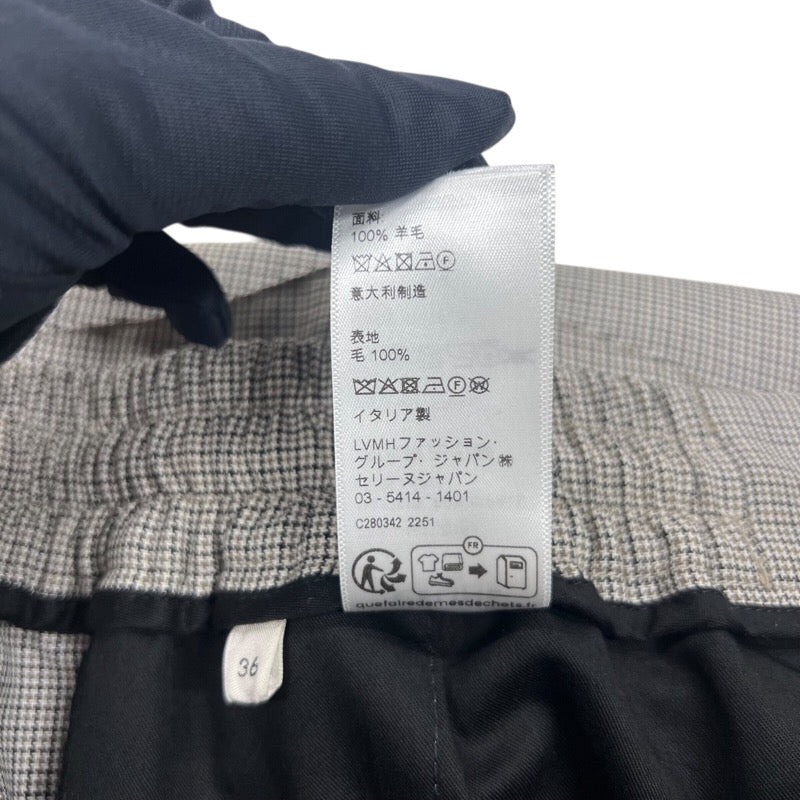 面料
100% 羊毛
意大利制造
表地
毛 100%
イタリア製
LVMHファッション・
グループ・ジャパン㈱
セリーヌジャパン
03 - 5414 - 1401
C280342 2251
FR
quefairedemesdechets.fr
36